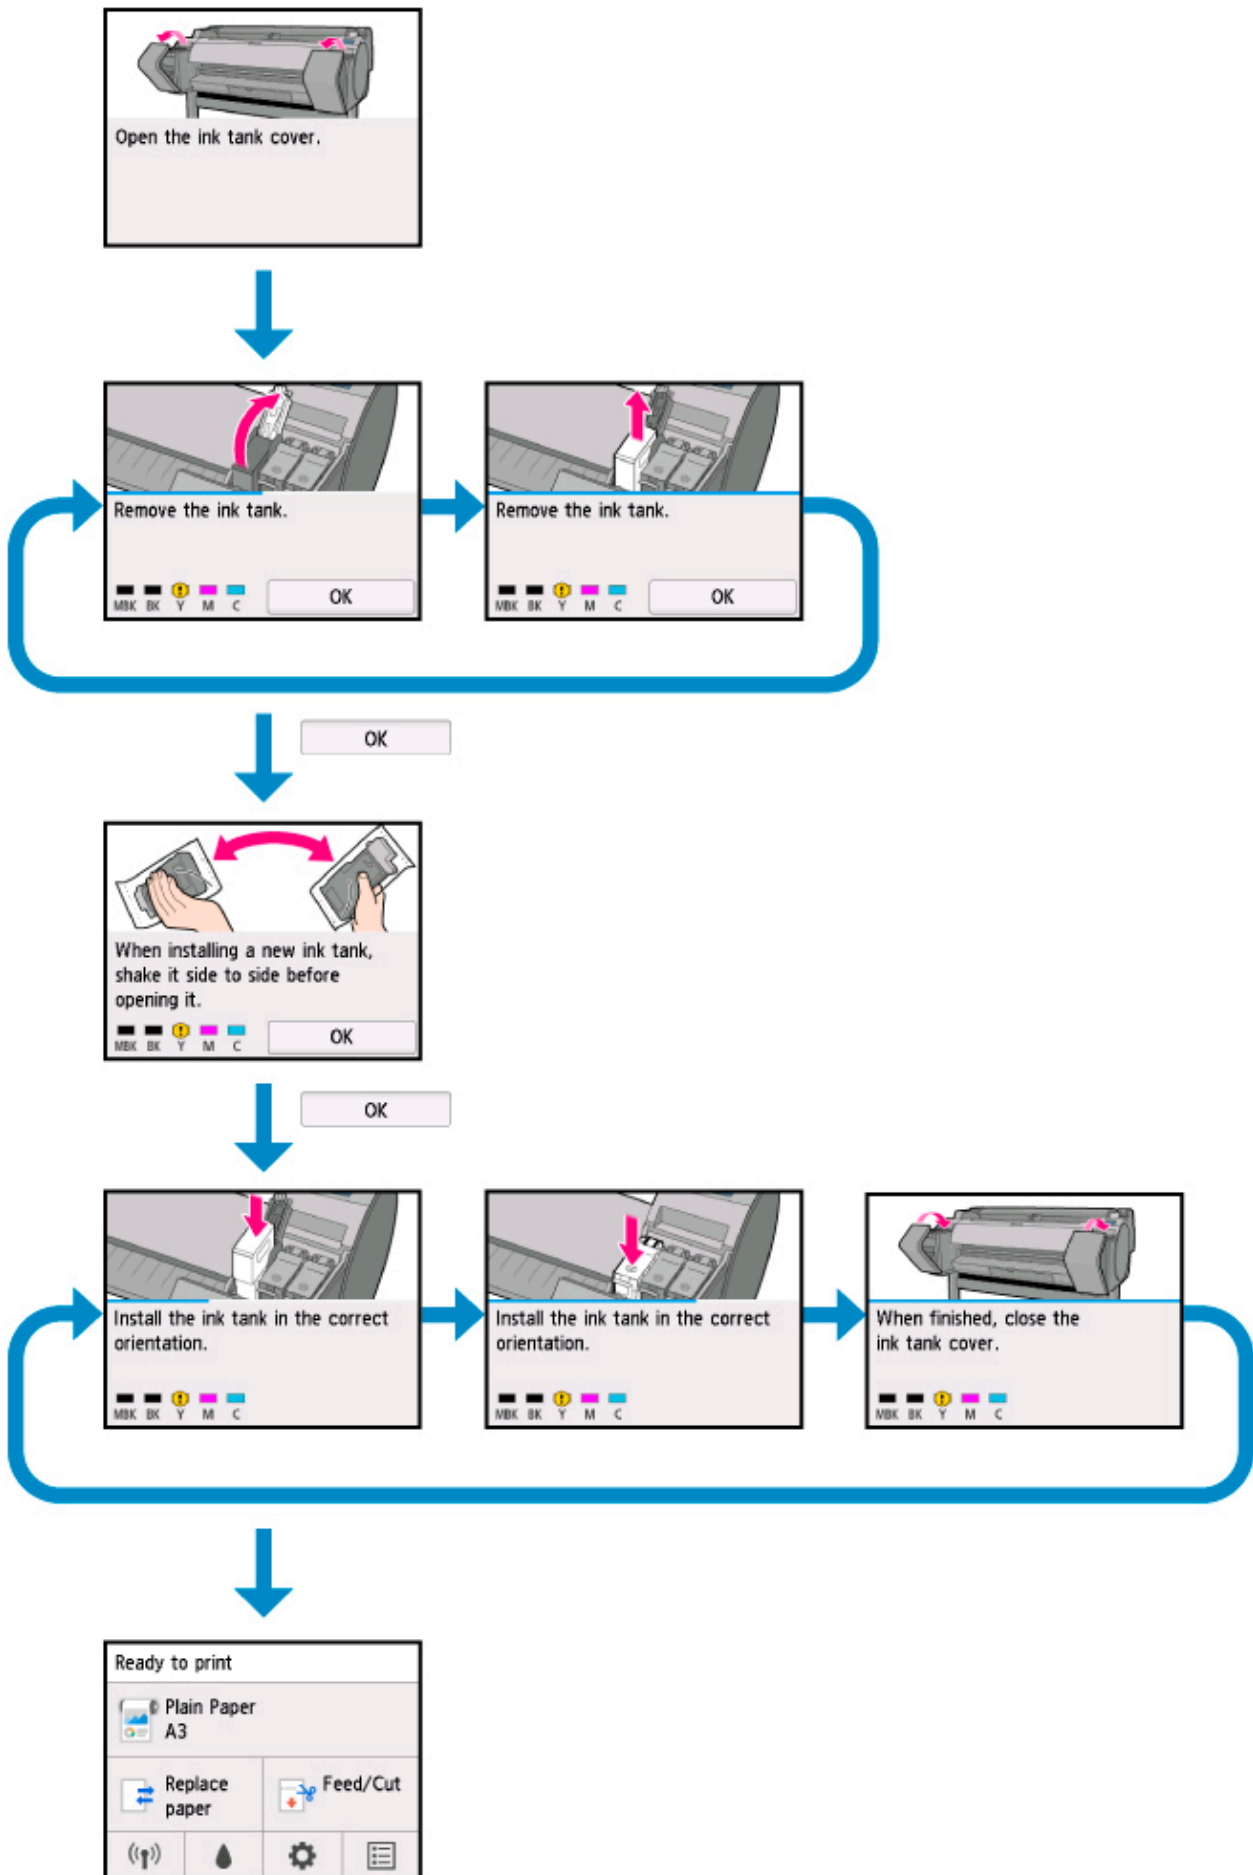 Open the ink tank cover.
Remove the ink tank.
MBK BK Y M C
OK
Remove the ink tank.
MBK BK Y M C
OK
OK
When installing a new ink tank,
shake it side to side before
opening it.
MBK BK Y M C
OK
OK
Install the ink tank in the correct
orientation.
MBK BK Y M C
Install the ink tank in the correct
orientation.
MBK BK Y M C
When finished, close the
ink tank cover.
MBK BK Y M C
Ready to print
Plain Paper
A3
Replace
paper
Feed/Cut